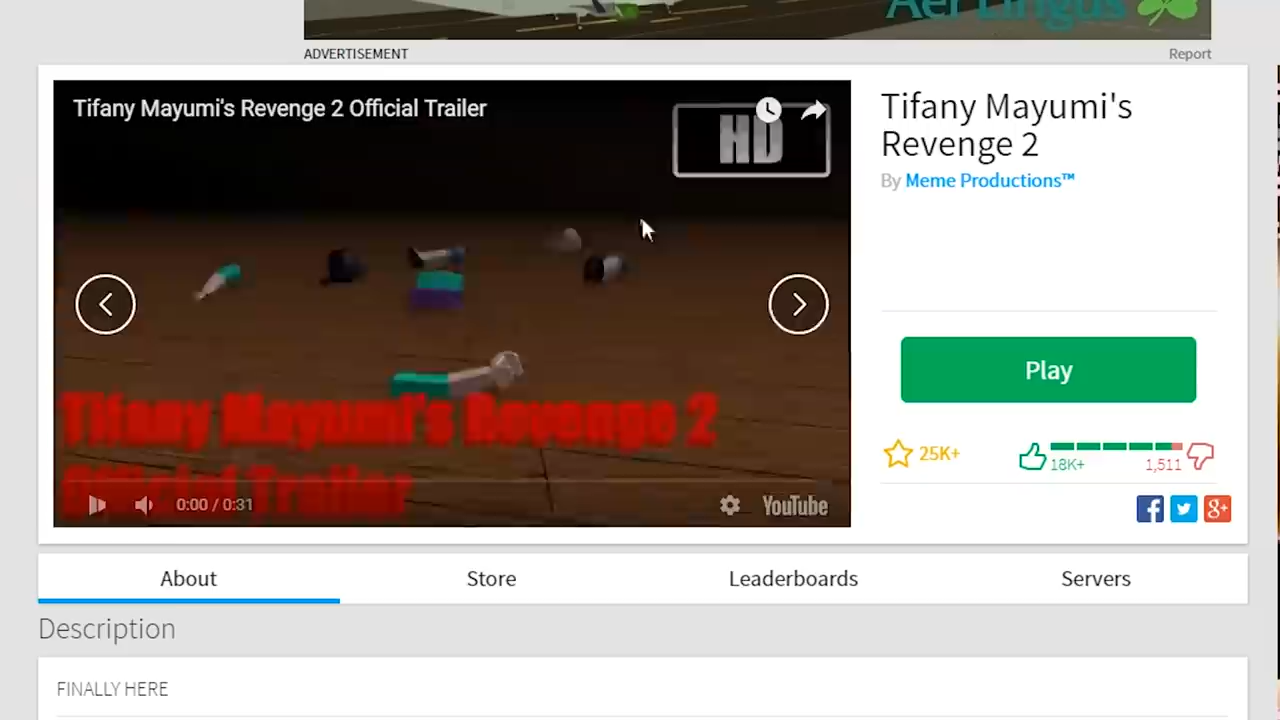 Aer Lingus
ADVERTISEMENT
Report
Tifany Mayumi's Revenge 2 Official Trailer
HD
Tifany Mayumi's
Revenge 2
By Meme Productions™
Play
25K+
18K+
1,511
Tifany Mayumi's Revenge 2
Official Trailer
0:00 / 0:31
YouTube
About
Store
Leaderboards
Servers
Description
FINALLY HERE